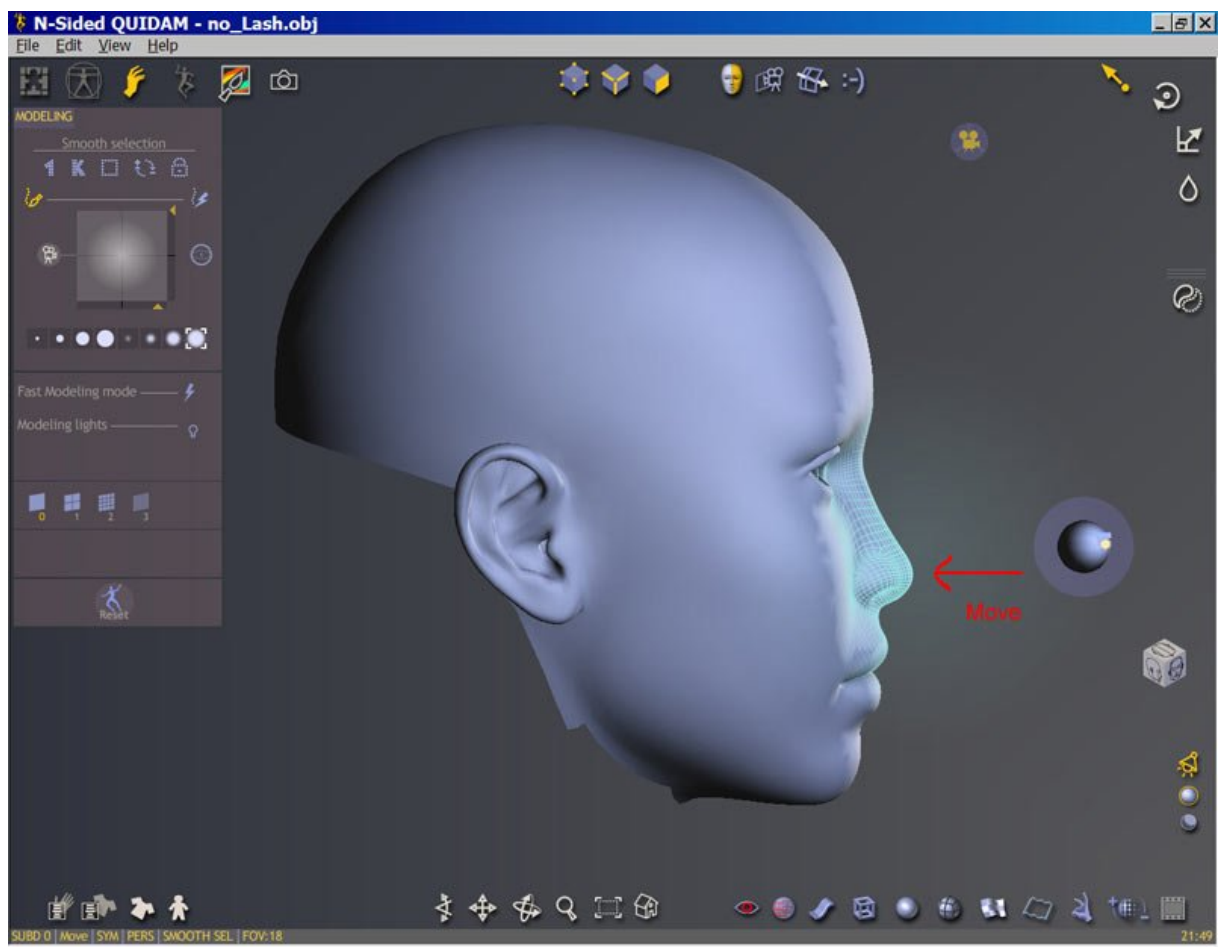 N-Sided QUIDAM - no_Lash.obj
File Edit View Help
:-)
MODELING
Smooth selection
1 K
Fast Modeling mode
Modeling lights
0 1 2 3
Reset
Move
SUBD 0 | Move | SYM | PERS | SMOOTH SEL | FOV:18
21:49